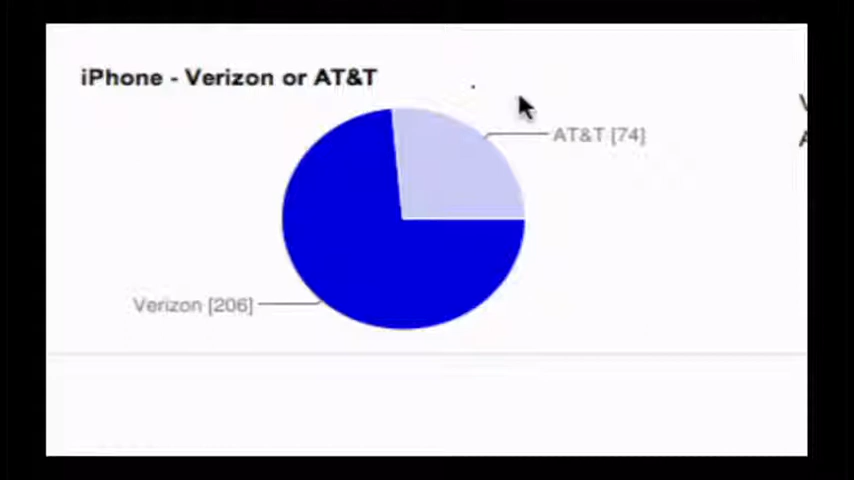 iPhone - Verizon or AT&T
AT&T [74]
Verizon [206]